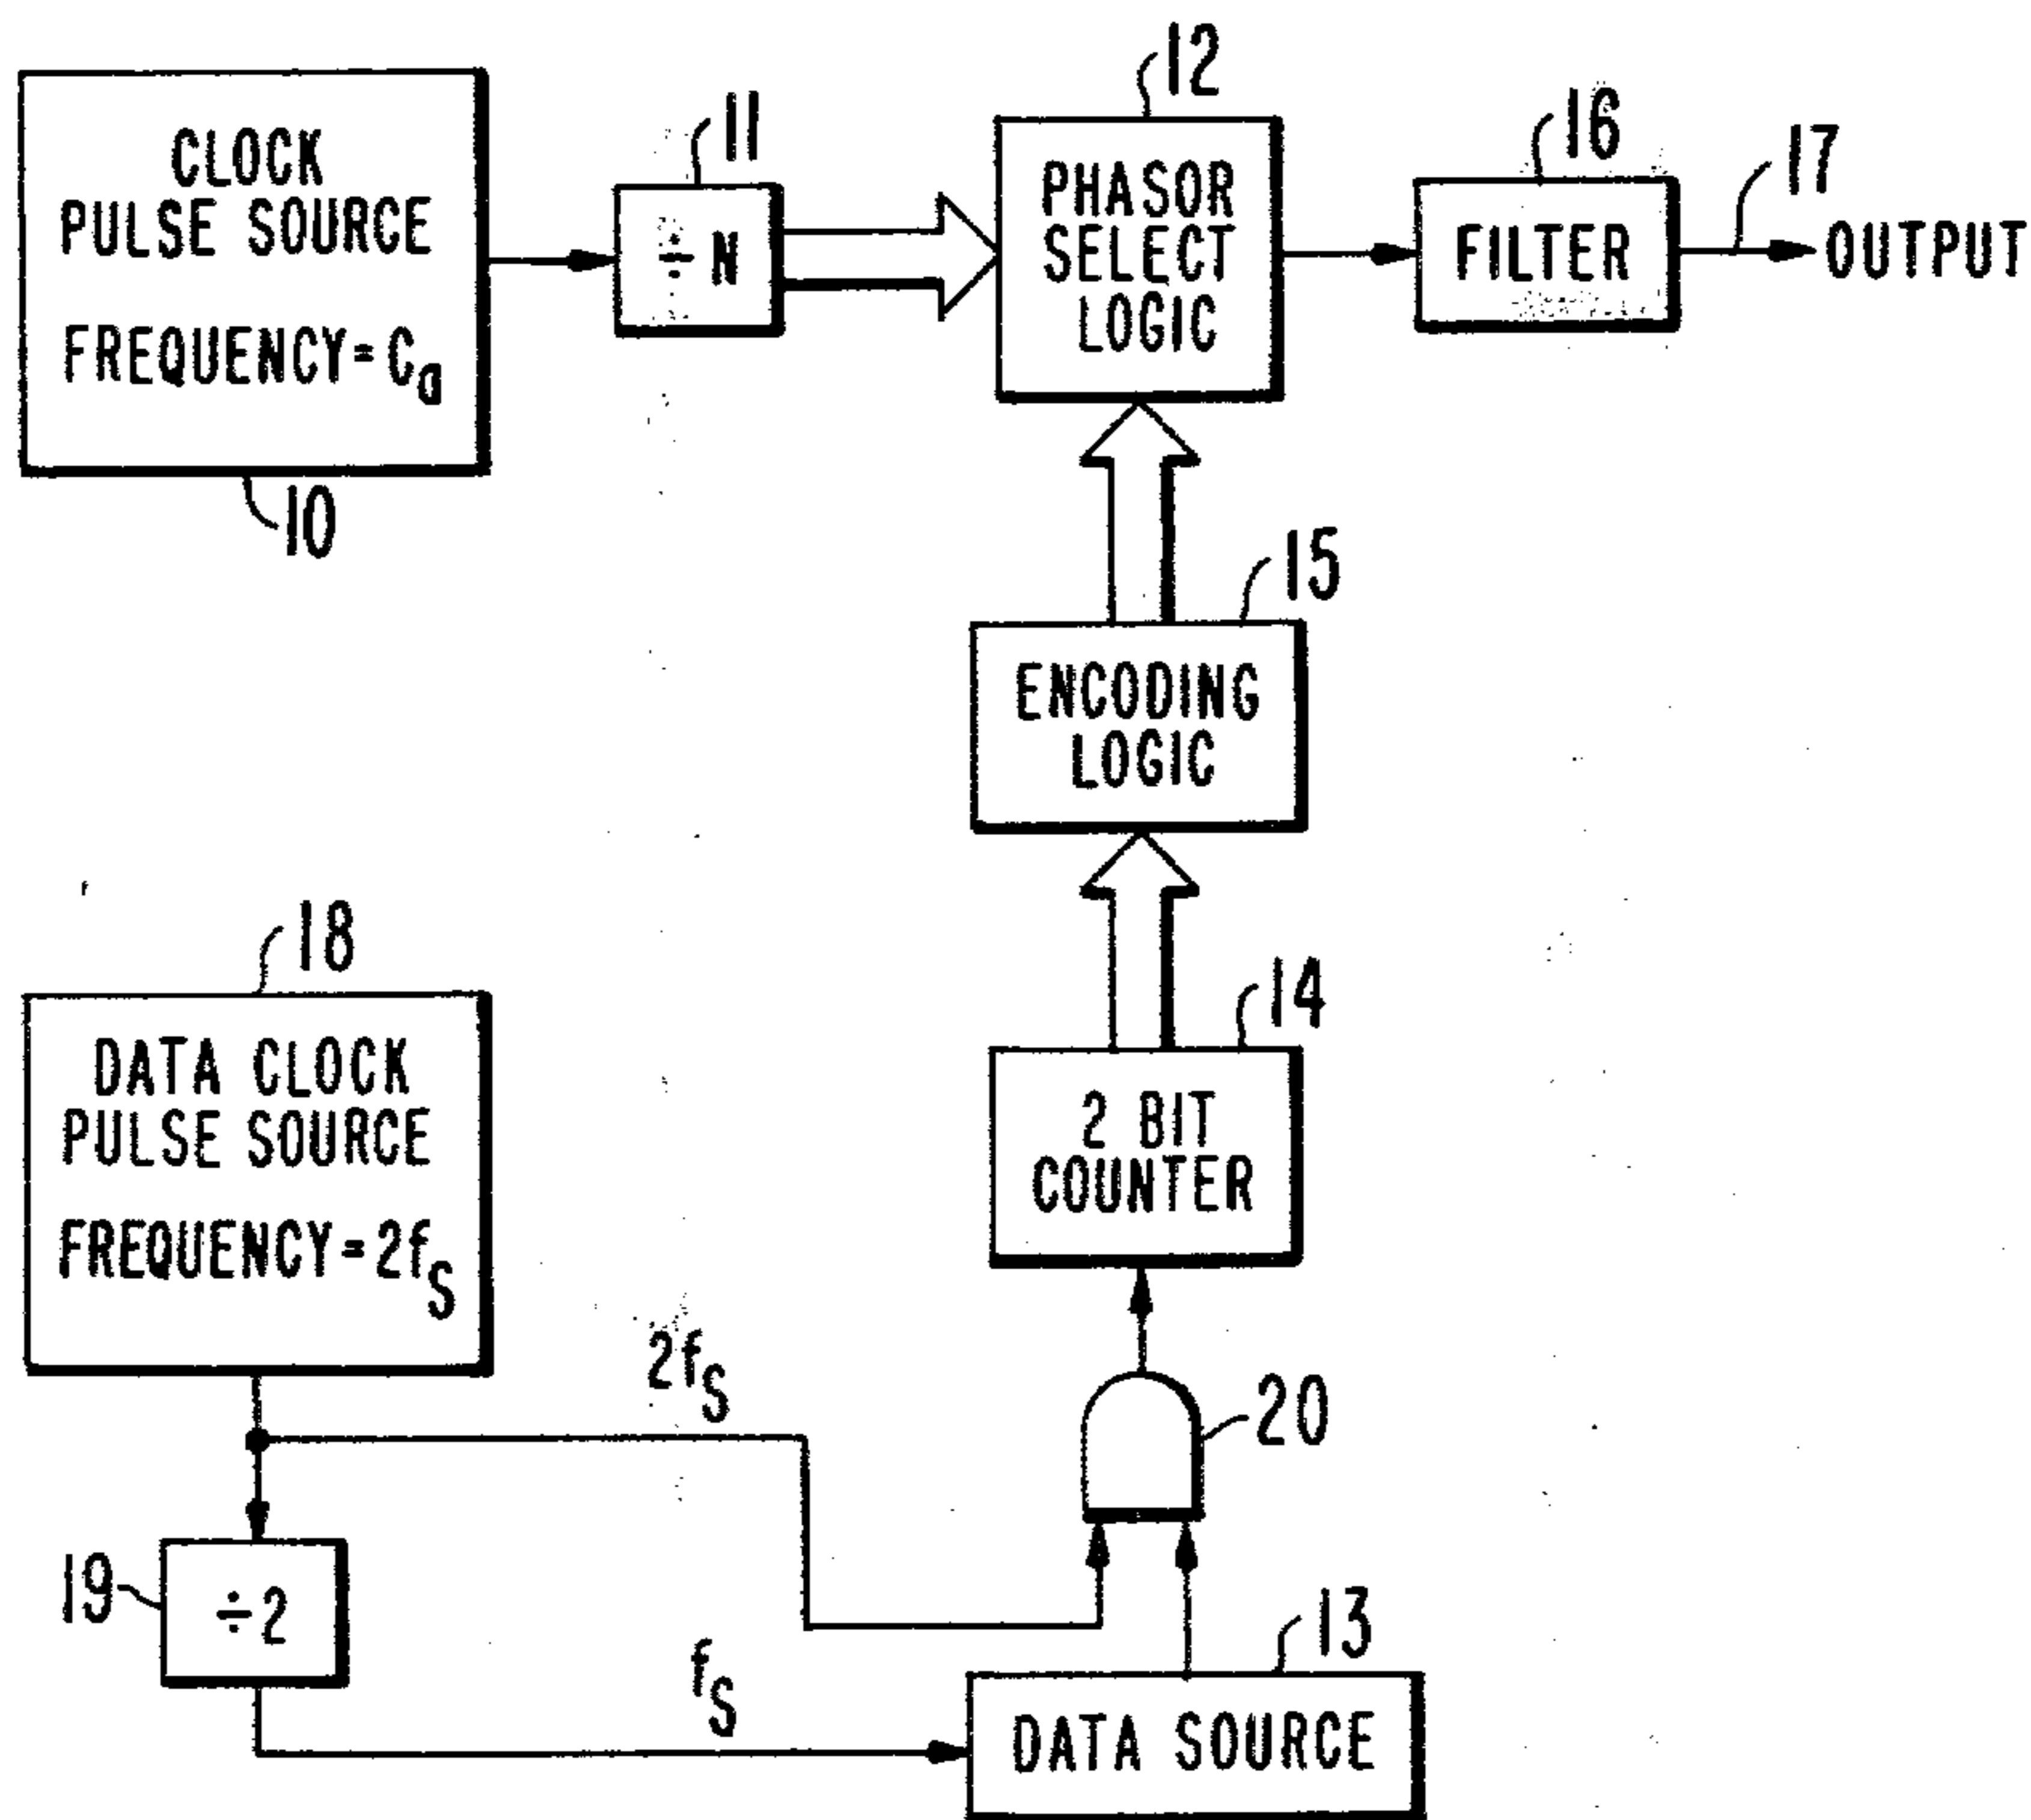 12
11
16
17
CLOCK
PULSE SOURCE
FREQUENCY=Ca
÷N
PHASOR
SELECT
LOGIC
FILTER
OUTPUT
10
15
ENCODING
LOGIC
18
14
DATA CLOCK
PULSE SOURCE
FREQUENCY=2fS
2 BIT
COUNTER
2fS
20
19
÷2
fS
13
DATA SOURCE